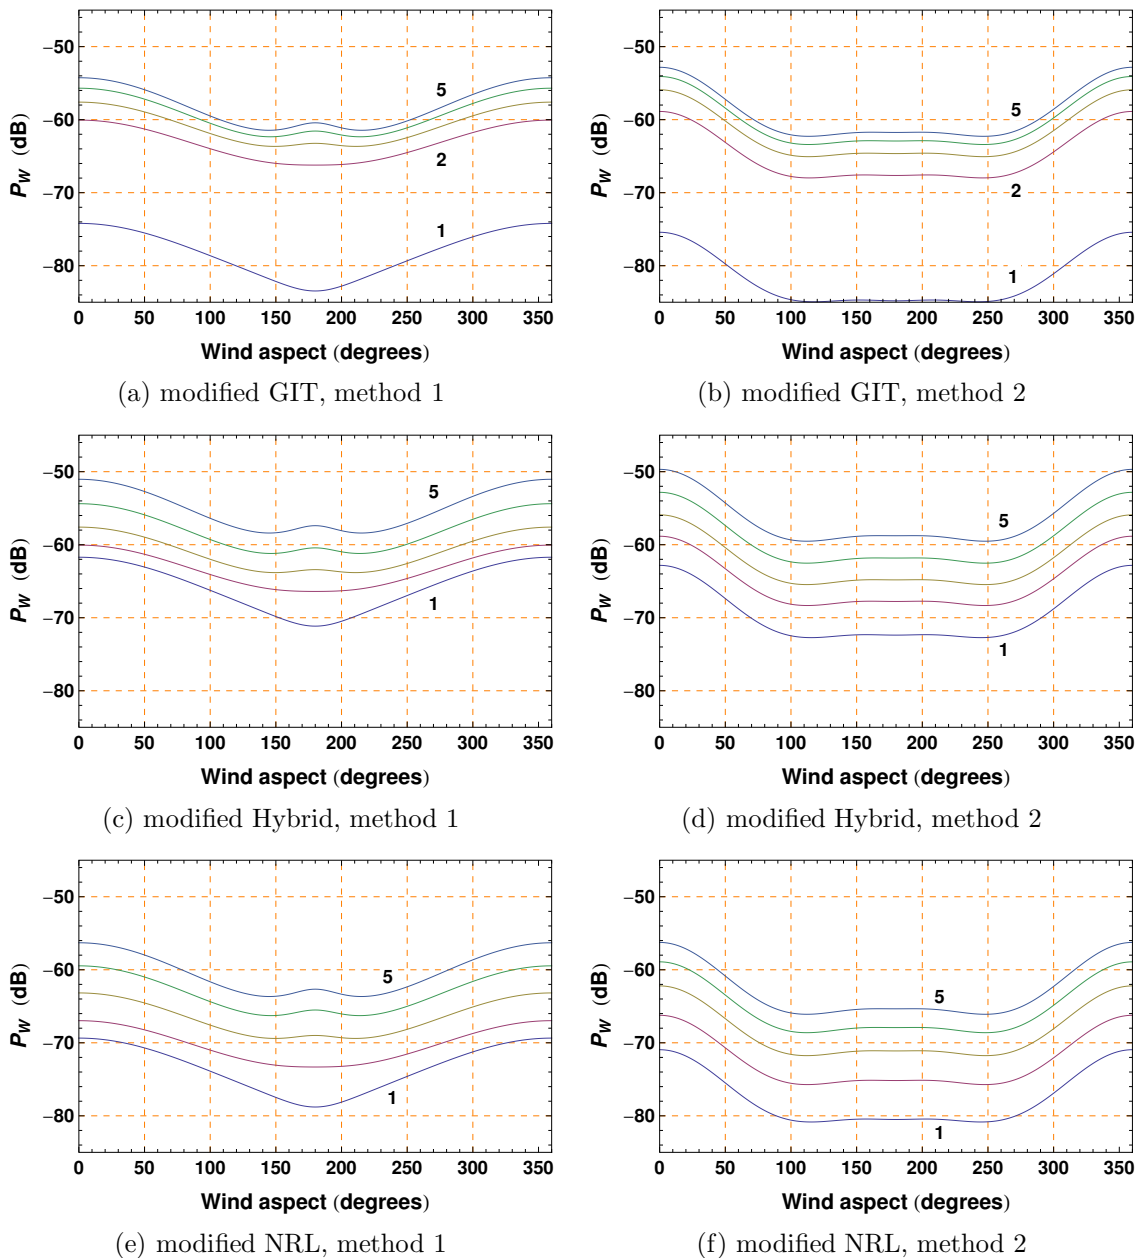 −50
−60
−70
−80
P_W (dB)
5
2
1
0 50 100 150 200 250 300 350
Wind aspect (degrees)
(a) modified GIT, method 1
−50
−60
−70
−80
P_W (dB)
5
2
1
0 50 100 150 200 250 300 350
Wind aspect (degrees)
(b) modified GIT, method 2
−50
−60
−70
−80
P_W (dB)
5
1
0 50 100 150 200 250 300 350
Wind aspect (degrees)
(c) modified Hybrid, method 1
−50
−60
−70
−80
P_W (dB)
5
1
0 50 100 150 200 250 300 350
Wind aspect (degrees)
(d) modified Hybrid, method 2
−50
−60
−70
−80
P_W (dB)
5
1
0 50 100 150 200 250 300 350
Wind aspect (degrees)
(e) modified NRL, method 1
−50
−60
−70
−80
P_W (dB)
5
1
0 50 100 150 200 250 300 350
Wind aspect (degrees)
(f) modified NRL, method 2